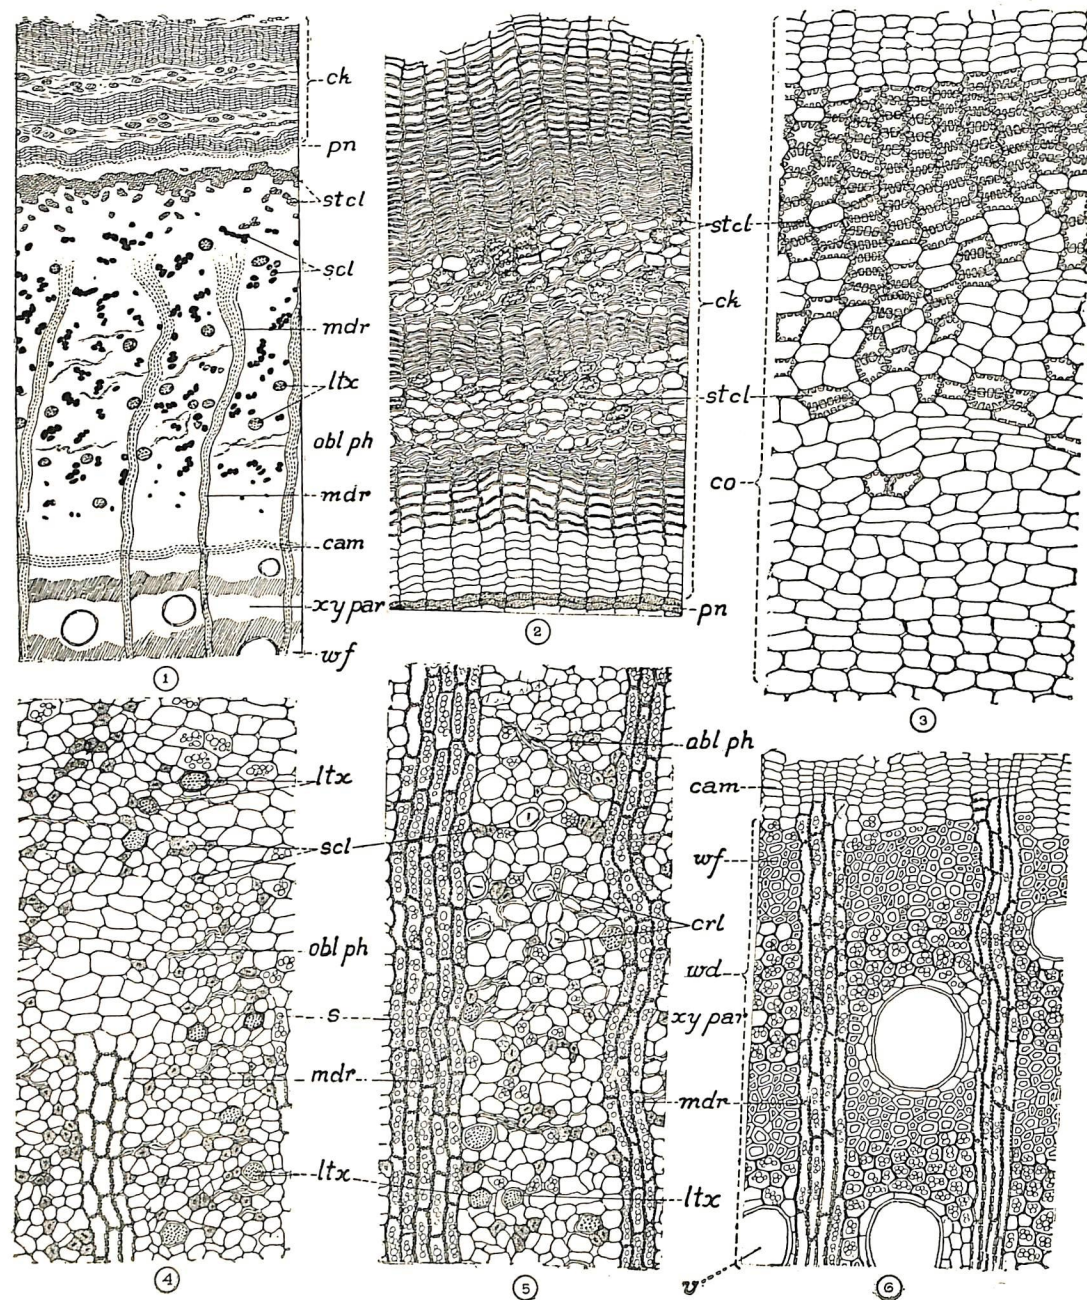 ck
pn
stcl
scl
mdr
ltx
obl ph
mdr
cam
xy par
wf
1
stcl
ck
stcl
pn
2
co
3
ltx
scl
obl ph
s
mdr
ltx
4
obl ph
crl
xy par
ltx
5
cam
wf
wd
mdr
v
6